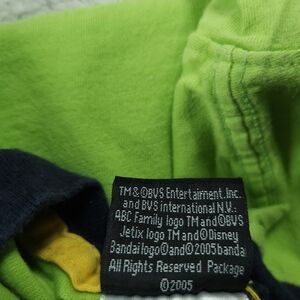 TM&©BVS Entertaiment,Inc.
and BVS international N.V..
ABC Family logo TM and©BVS
Jetix logo TM and©Disney
Bandai logo©and©2005bandai
All Rights Reserved Package
©2005